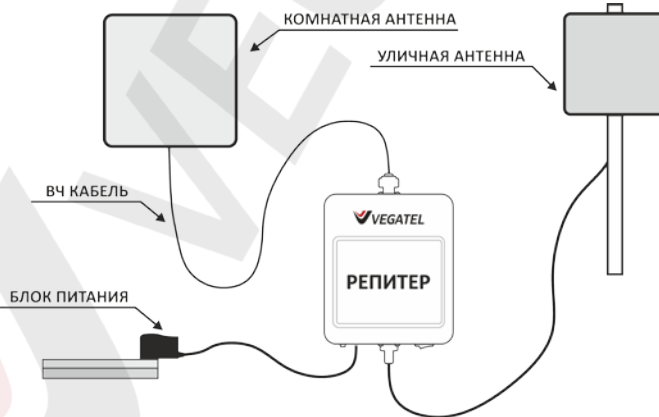 КОМНАТНАЯ АНТЕННА
УЛИЧНАЯ АНТЕННА
ВЧ КАБЕЛЬ
VEGATEL
РЕПИТЕР
БЛОК ПИТАНИЯ